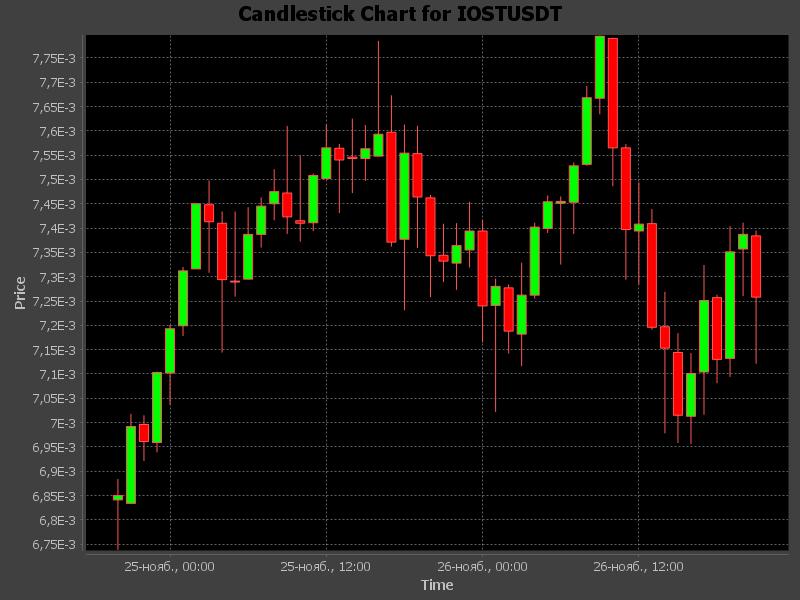 Candlestick Chart for IOSTUSDT
7,75E-3
7,7E-3
7,65E-3
7,6E-3
7,55E-3
7,5E-3
7,45E-3
7,4E-3
7,35E-3
7,3E-3
7,25E-3
7,2E-3
7,15E-3
7,1E-3
7,05E-3
7E-3
6,95E-3
6,9E-3
6,85E-3
6,8E-3
6,75E-3
Price
25-нояб., 00:00
25-нояб., 12:00
26-нояб., 00:00
26-нояб., 12:00
Time